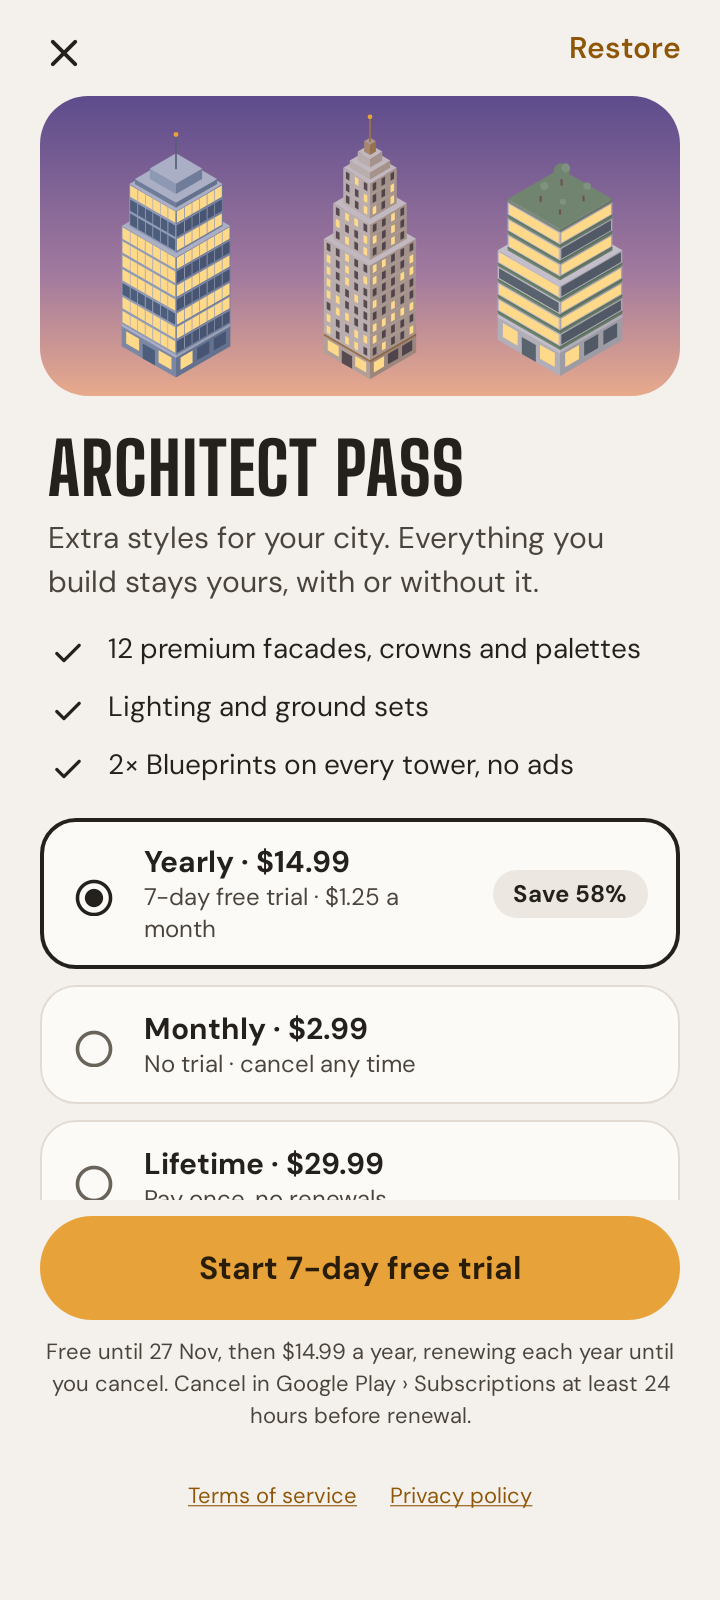 Restore
ARCHITECT PASS
Extra styles for your city. Everything you
build stays yours, with or without it.
12 premium facades, crowns and palettes
Lighting and ground sets
2× Blueprints on every tower, no ads
Yearly · $14.99
7-day free trial · $1.25 a
month
Save 58%
Monthly · $2.99
No trial · cancel any time
Lifetime · $29.99
Pay once, no renewals
Start 7-day free trial
Free until 27 Nov, then $14.99 a year, renewing each year until
you cancel. Cancel in Google Play › Subscriptions at least 24
hours before renewal.
Terms of service
Privacy policy